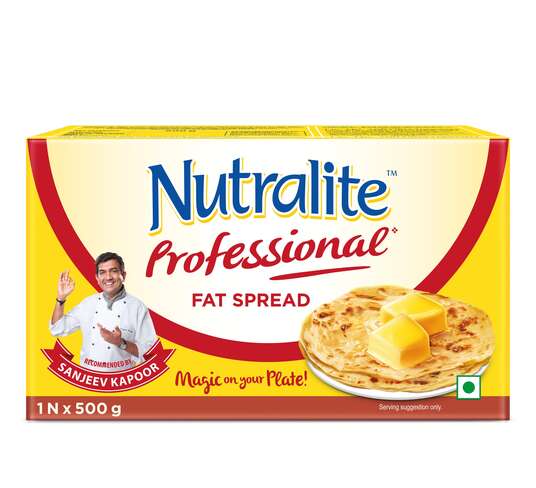 Nutralite™
Professional
FAT SPREAD
RECOMMENDED BY
SANJEEV KAPOOR
Magic on your Plate!
1 N x 500 g
Serving suggestion only.